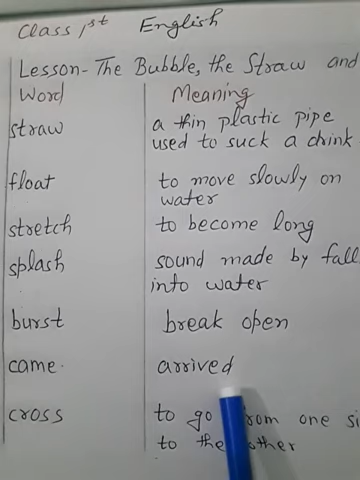 Class 1st English
Lesson- The Bubble, the Straw and
Word Meaning
straw a thin plastic pipe
used to suck a drink
float to move slowly on
water
stretch to become long
splash sound made by fall
into water
burst break open
came. arrived
cross to go from one si
to the other